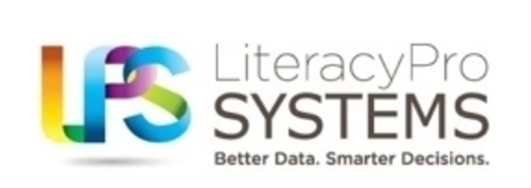 LPS
LiteracyPro
SYSTEMS
Better Data. Smarter Decisions.